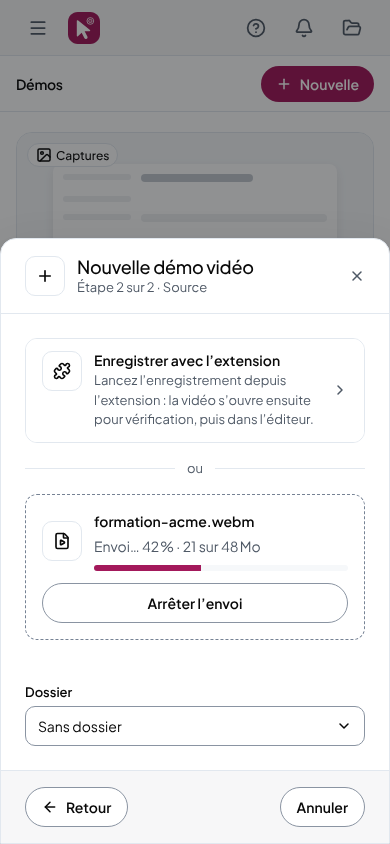 Démos
Nouvelle
Captures
Nouvelle démo vidéo
Étape 2 sur 2 · Source
Enregistrer avec l’extension
Lancez l’enregistrement depuis
l’extension : la vidéo s’ouvre ensuite
pour vérification, puis dans l’éditeur.
ou
formation-acme.webm
Envoi… 42 % · 21 sur 48 Mo
Arrêter l’envoi
Dossier
Sans dossier
Retour
Annuler